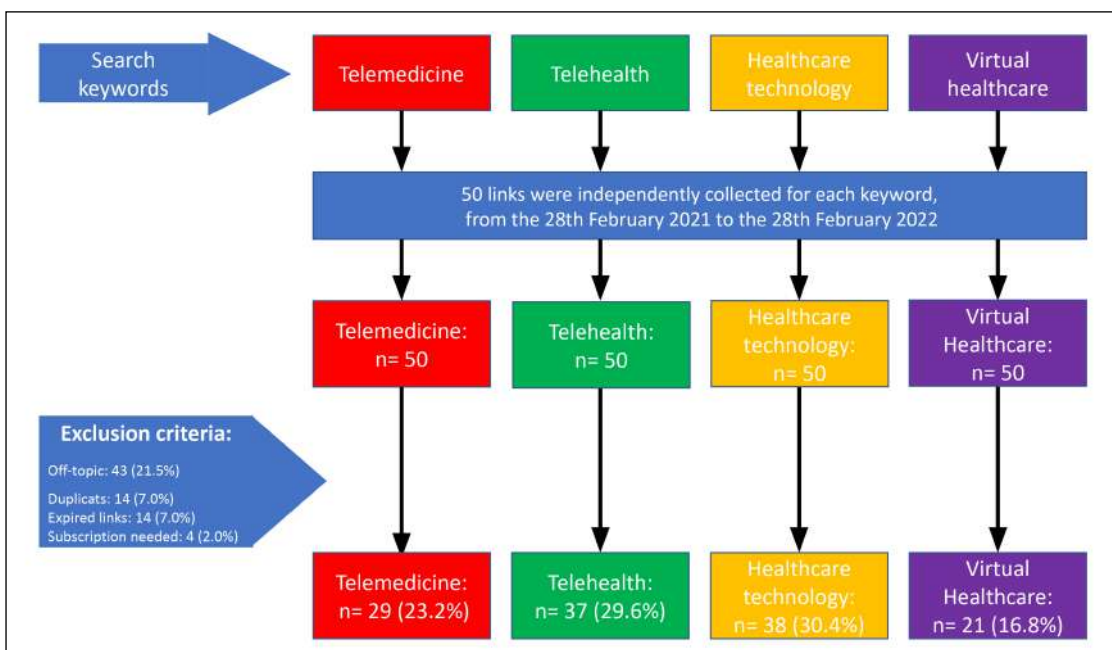 Search
keywords
Telemedicine
Telehealth
Healthcare
technology
Virtual
healthcare
50 links were independently collected for each keyword,
from the 28th February 2021 to the 28th February 2022
Telemedicine:
n= 50
Telehealth:
n= 50
Healthcare
technology:
n= 50
Virtual
Healthcare:
n= 50
Exclusion criteria:
Off-topic: 43 (21.5%)
Duplicats: 14 (7.0%)
Expired links: 14 (7.0%)
Subscription needed: 4 (2.0%)
Telemedicine:
n= 29 (23.2%)
Telehealth:
n= 37 (29.6%)
Healthcare
technology:
n= 38 (30.4%)
Virtual
Healthcare:
n= 21 (16.8%)